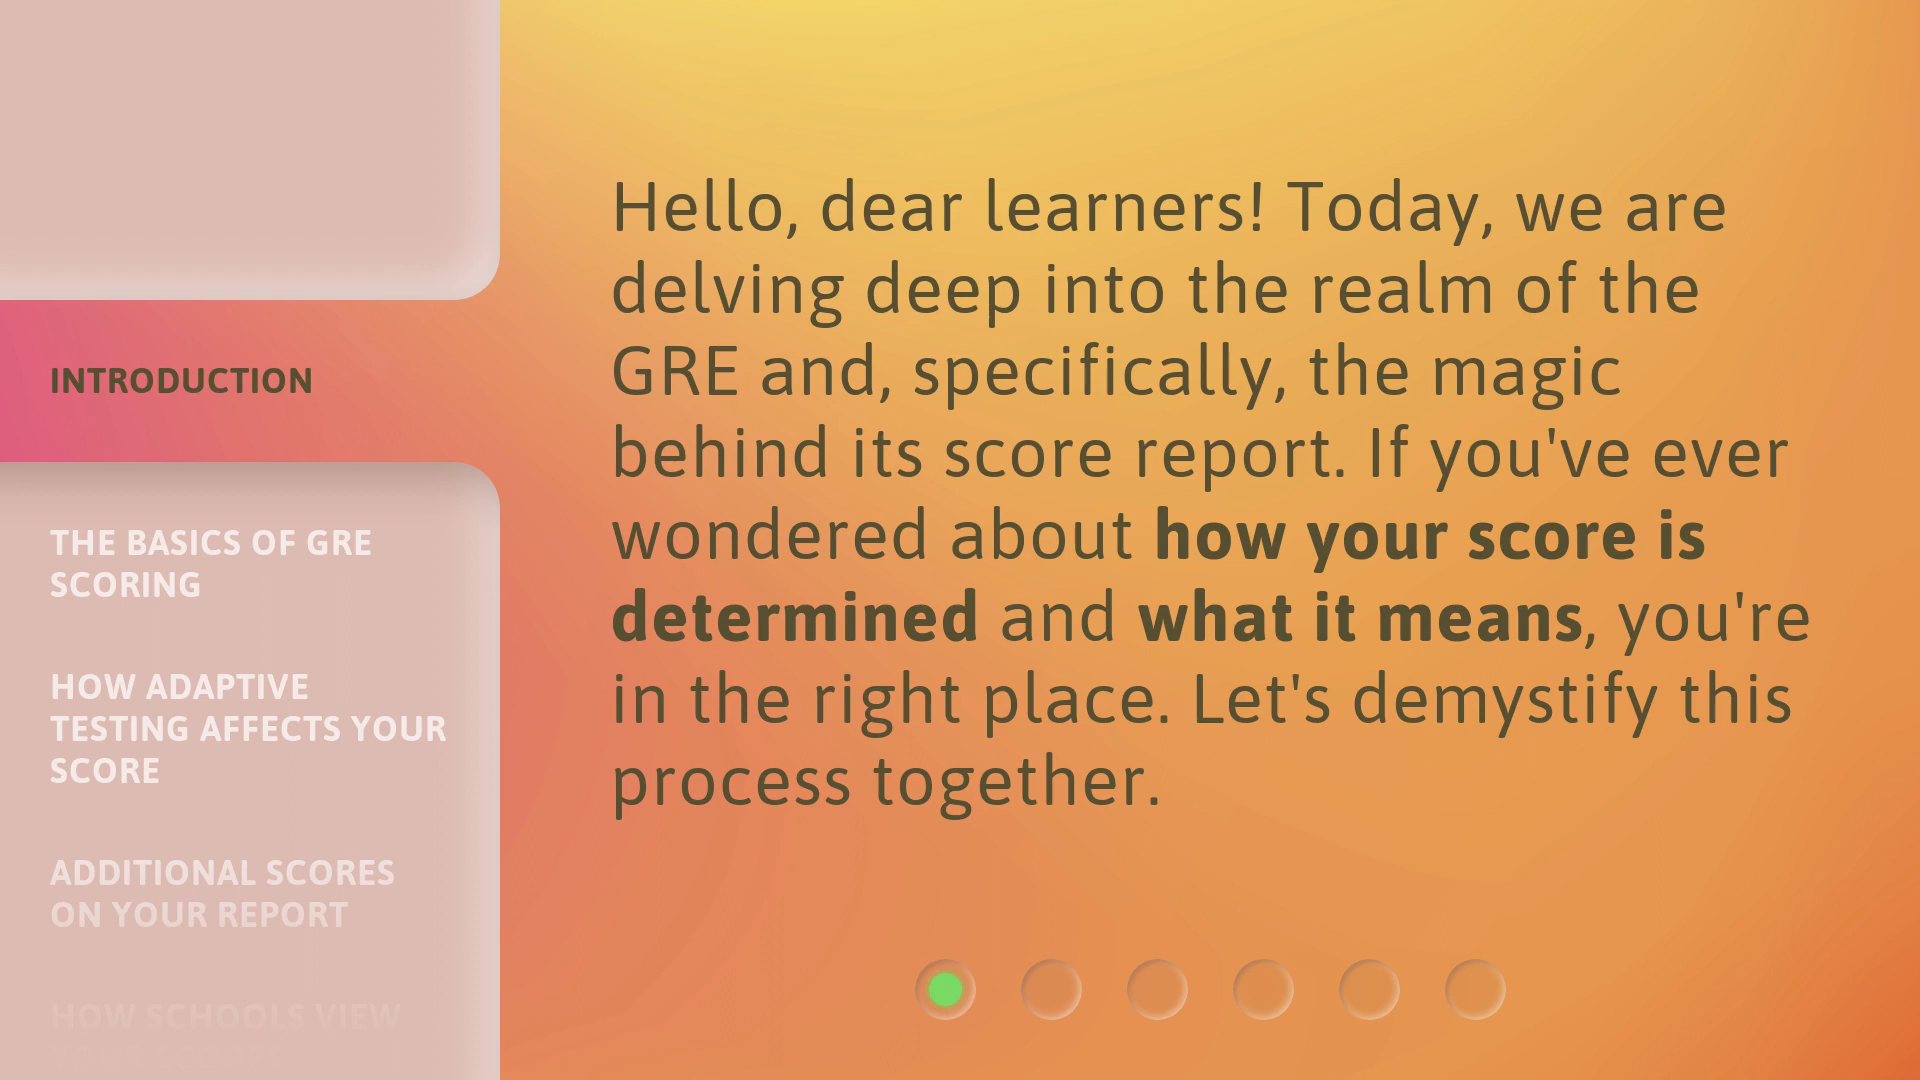 INTRODUCTION
THE BASICS OF GRE
SCORING
HOW ADAPTIVE
TESTING AFFECTS YOUR
SCORE
ADDITIONAL SCORES
ON YOUR REPORT
HOW SCHOOLS VIEW
YOUR SCORES
Hello, dear learners! Today, we are
delving deep into the realm of the
GRE and, specifically, the magic
behind its score report. If you've ever
wondered about how your score is
determined and what it means, you're
in the right place. Let's demystify this
process together.